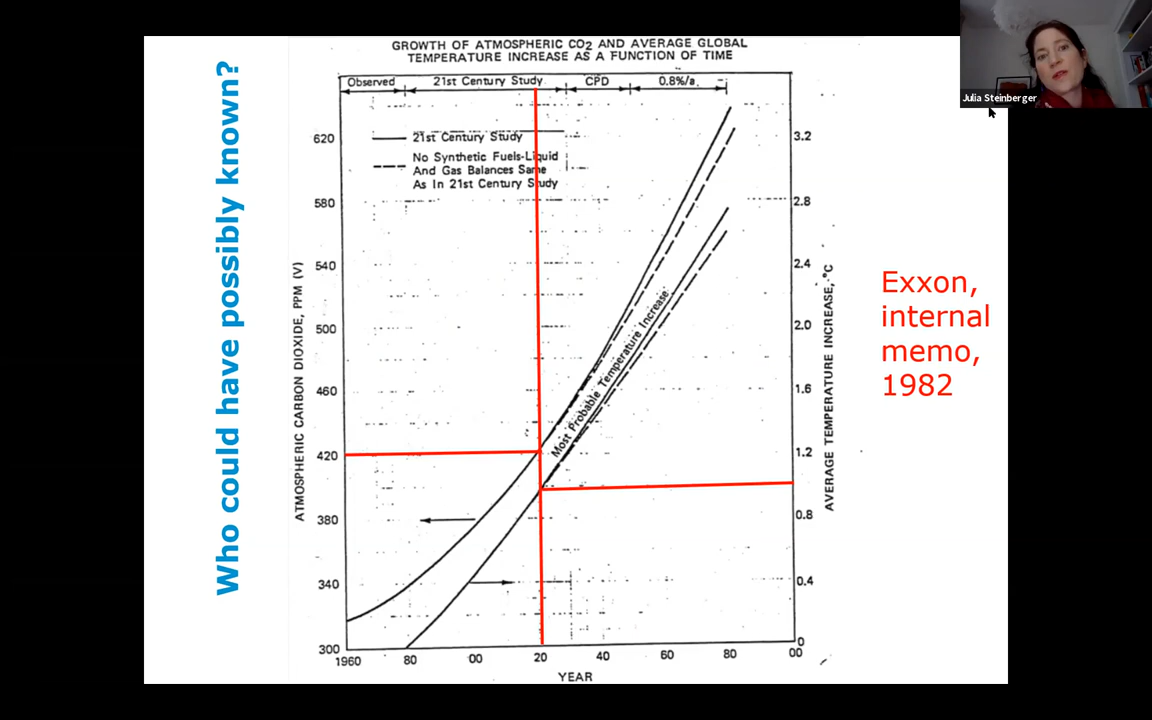 Who could have possibly known?
GROWTH OF ATMOSPHERIC CO2 AND AVERAGE GLOBAL
TEMPERATURE INCREASE AS A FUNCTION OF TIME
Observed 21st Century Study CPD 0.8%/a
21st Century Study
No Synthetic Fuels-Liquid
And Gas Balances Same
As In 21st Century Study
ATMOSPHERIC CARBON DIOXIDE, PPM (V)
620
580
540
500
460
420
380
340
300
Most Probable Temperature Increase
3.2
2.8
2.4
2.0
1.6
1.2
0.8
0.4
0
AVERAGE TEMPERATURE INCREASE, °C
1960 80 00 20 40 60 80 00
YEAR
Exxon,
internal
memo,
1982
Julia Steinberger